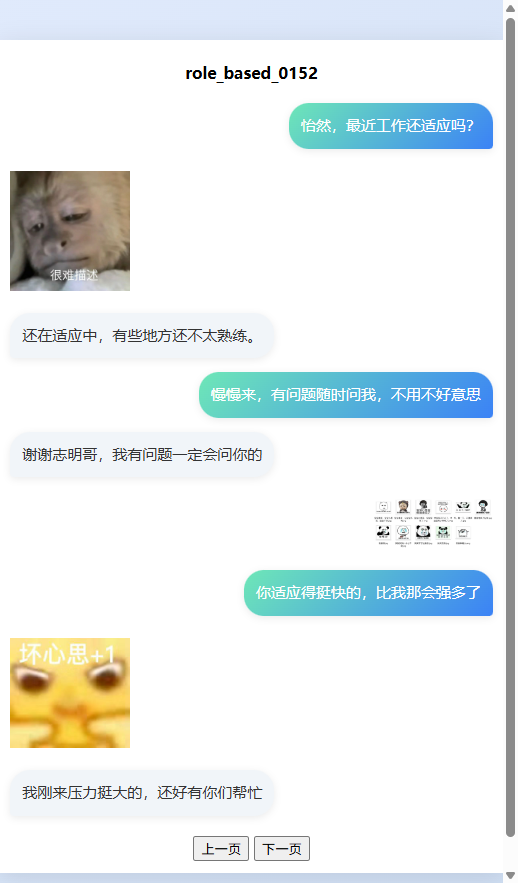 role_based_0152
怡然，最近工作还适应吗？
很难描述
还在适应中，有些地方还不太熟练。
慢慢来，有问题随时问我，不用不好意思
谢谢志明哥，我有问题一定会问你的
你适应得挺快的，比我那会强多了
坏心思+1
我刚来压力挺大的，还好有你们帮忙
上一页
下一页